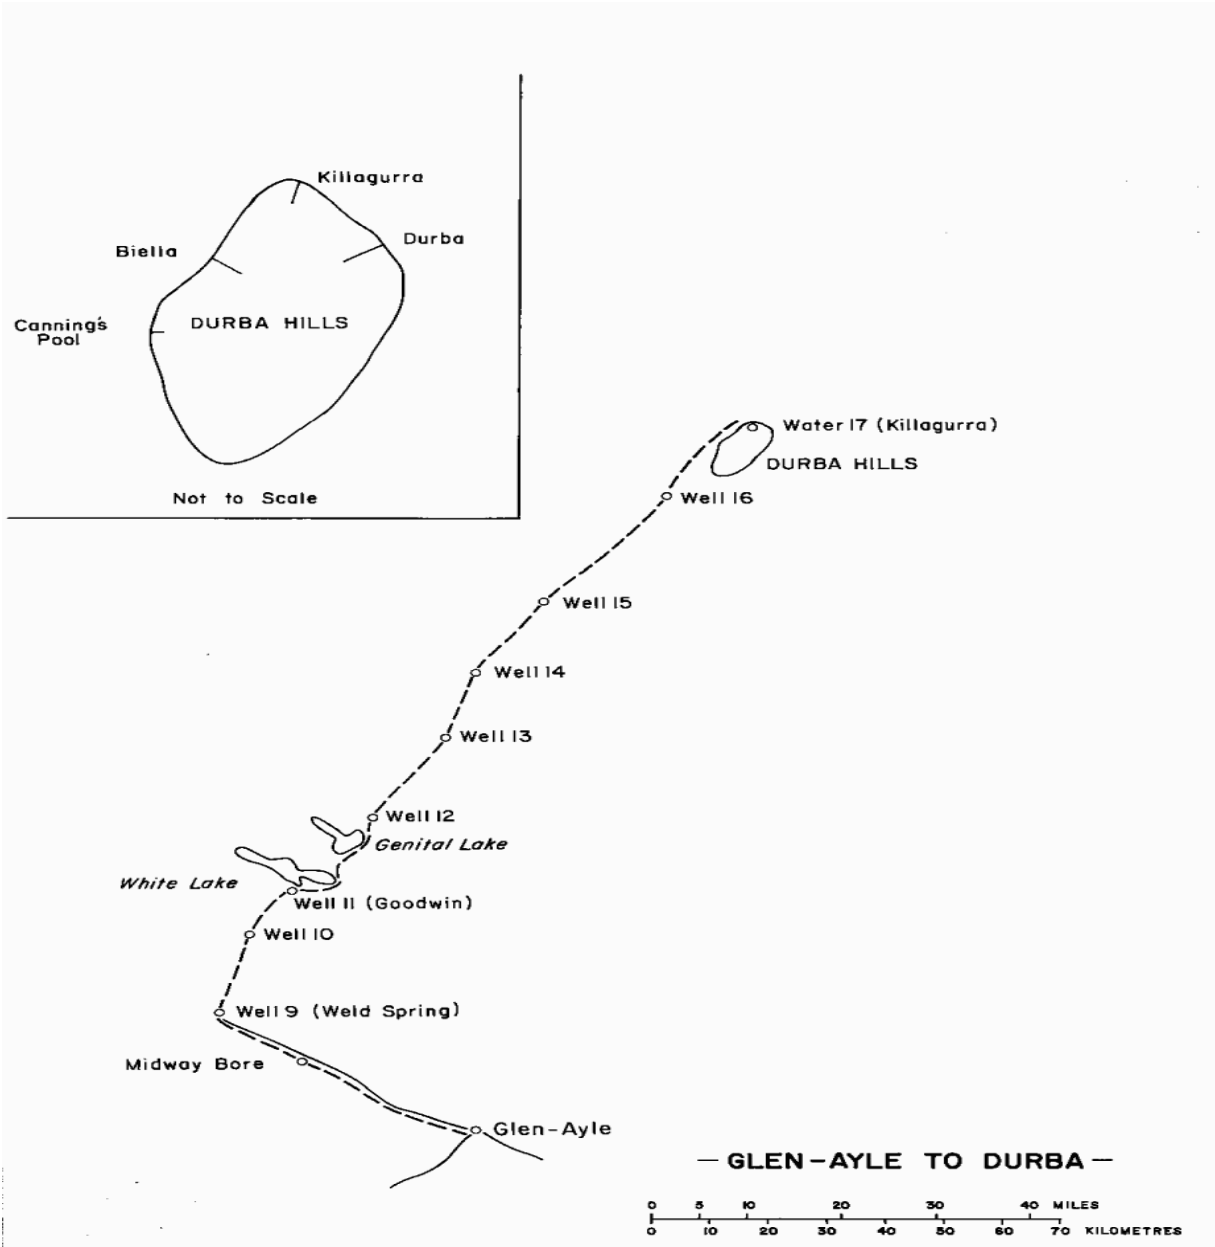 Killagurra
Durba
Biella
Canning's
Pool
DURBA HILLS
Not to Scale
Water 17 (Killagurra)
DURBA HILLS
Well 16
Well 15
Well 14
Well 13
Well 12
Genital Lake
White Lake
Well 11 (Goodwin)
Well 10
Well 9 (Weld Spring)
Midway Bore
Glen-Ayle
— GLEN-AYLE TO DURBA —
0 5 10 20 30 40 MILES
0 10 20 30 40 50 60 70 KILOMETRES